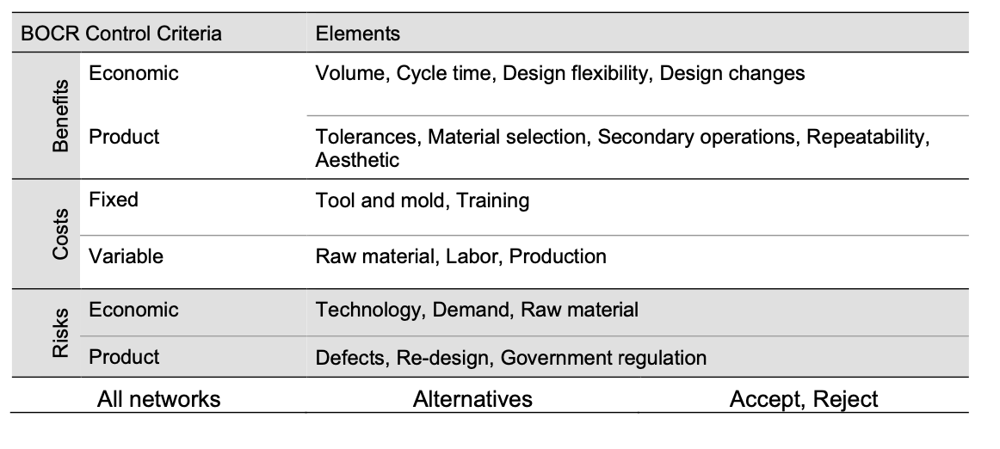 BOCR Control Criteria Elements
Benefits
Economic Volume, Cycle time, Design flexibility, Design changes
Product Tolerances, Material selection, Secondary operations, Repeatability,
Aesthetic
Costs
Fixed Tool and mold, Training
Variable Raw material, Labor, Production
Risks
Economic Technology, Demand, Raw material
Product Defects, Re-design, Government regulation
All networks Alternatives Accept, Reject